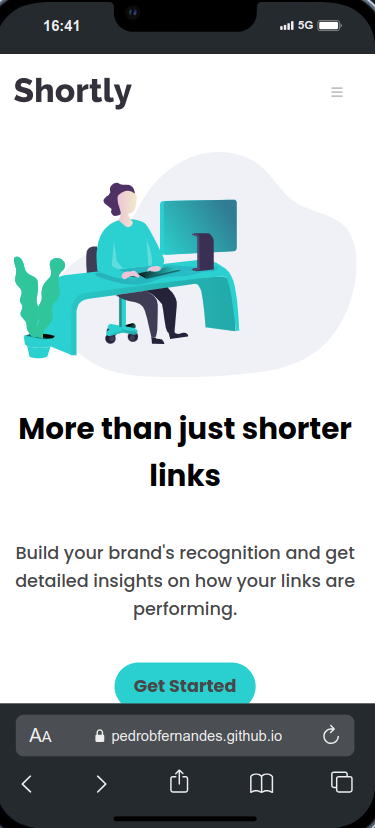 16:41
5G
Shortly
More than just shorter
links
Build your brand's recognition and get
detailed insights on how your links are
performing.
Get Started
AA
pedrobfernandes.github.io